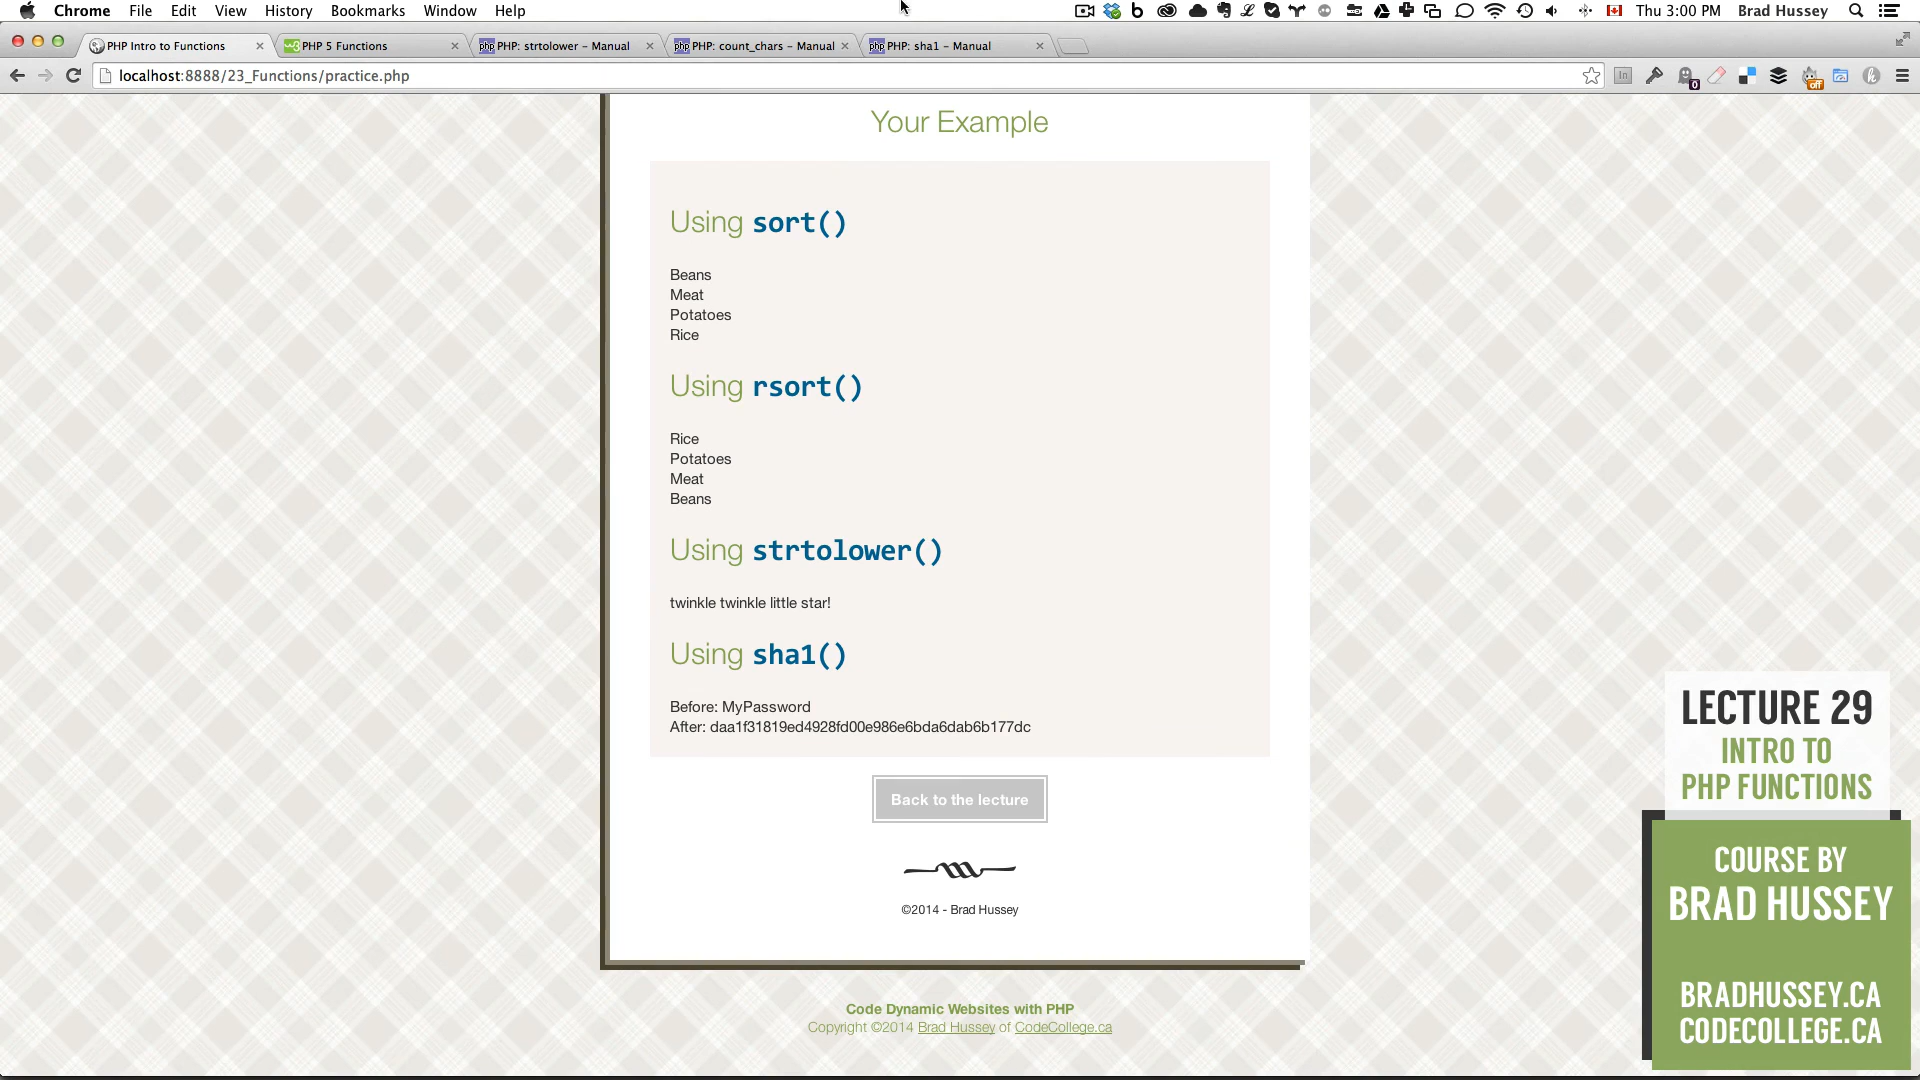 Chrome File Edit View History Bookmarks Window Help Thu 3:00 PM Brad Hussey
PHP Intro to Functions PHP 5 Functions PHP: strtolower – Manual PHP: count_chars – Manual PHP: sha1 – Manual
localhost:8888/23_Functions/practice.php
Your Example
Using sort()
Beans
Meat
Potatoes
Rice
Using rsort()
Rice
Potatoes
Meat
Beans
Using strtolower()
twinkle twinkle little star!
Using sha1()
Before: MyPassword
After: daa1f31819ed4928fd00e986e6bda6dab6b177dc
Back to the lecture
©2014 - Brad Hussey
Code Dynamic Websites with PHP
Copyright ©2014 Brad Hussey of CodeCollege.ca
LECTURE 29
INTRO TO
PHP FUNCTIONS
COURSE BY
BRAD HUSSEY
BRADHUSSEY.CA
CODECOLLEGE.CA